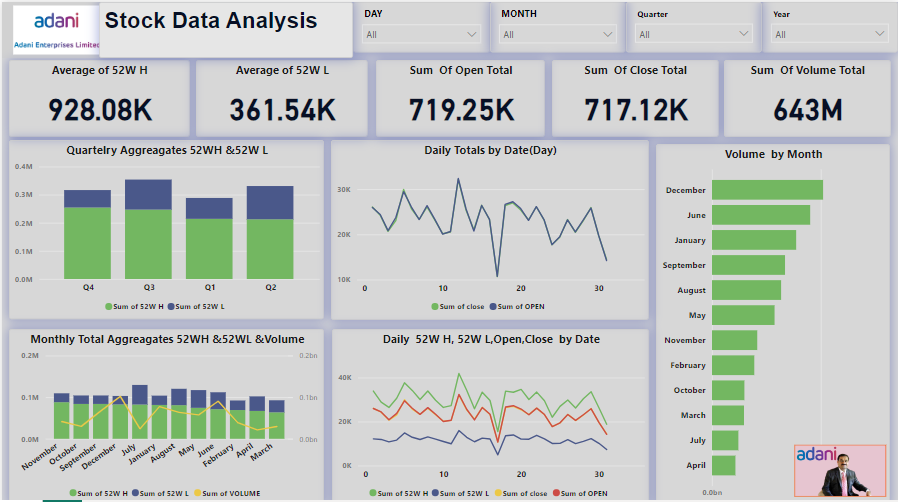 adani
Adani Enterprises Limited
Stock Data Analysis
DAY
All
MONTH
All
Quarter
All
Year
All
Average of 52W H
928.08K
Average of 52W L
361.54K
Sum Of Open Total
719.25K
Sum Of Close Total
717.12K
Sum Of Volume Total
643M
Quartelry Aggreagates 52WH &52W L
0.4M
0.3M
0.2M
0.1M
0.0M
Q4 Q3 Q1 Q2
Sum of 52W H Sum of 52W L
Daily Totals by Date(Day)
30K
20K
10K
0 10 20 30
Sum of close Sum of OPEN
Volume by Month
December
June
January
September
August
May
November
February
October
March
July
April
0.0bn
adani
Monthly Total Aggreagates 52WH &52WL &Volume
0.2M 0.2bn
0.1M 0.1bn
0.0M 0.0bn
November October September December July January August May June February April March
Sum of 52W H Sum of 52W L Sum of VOLUME
Daily 52W H, 52W L,Open,Close by Date
40K
20K
0K
0 10 20 30
Sum of 52W H Sum of 52W L Sum of close Sum of OPEN